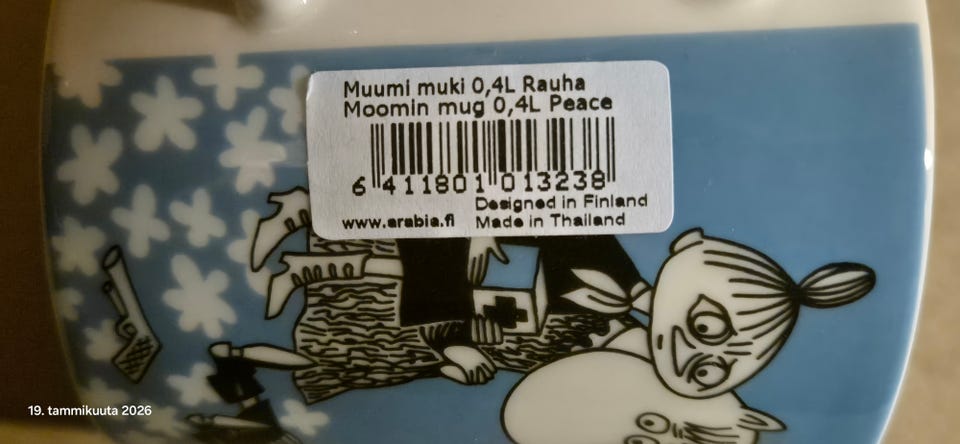 Muumi muki 0,4L Rauha
Moomin mug 0,4L Peace
6 411801 013238
Designed in Finland
www.arabia.fi Made in Thailand
19. tammikuuta 2026